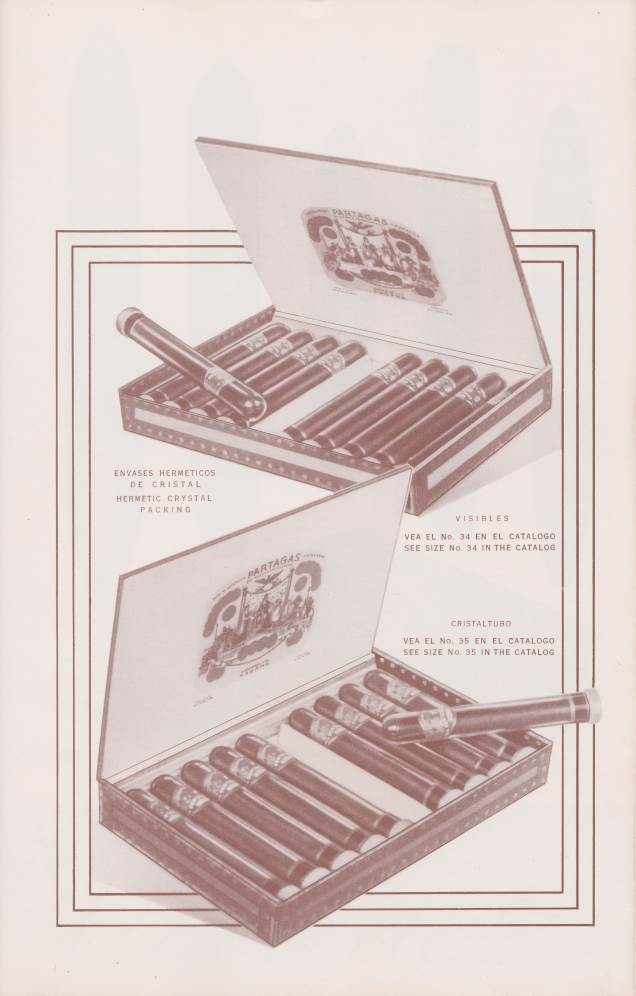 PARTAGAS
HABANA
ENVASES HERMETICOS
DE CRISTAL
HERMETIC CRYSTAL
PACKING
VISIBLES
VEA EL No. 34 EN EL CATALOGO
SEE SIZE No. 34 IN THE CATALOG
PARTAGAS
HABANA
CRISTALTUBO
VEA EL No. 35 EN EL CATALOGO
SEE SIZE No. 35 IN THE CATALOG